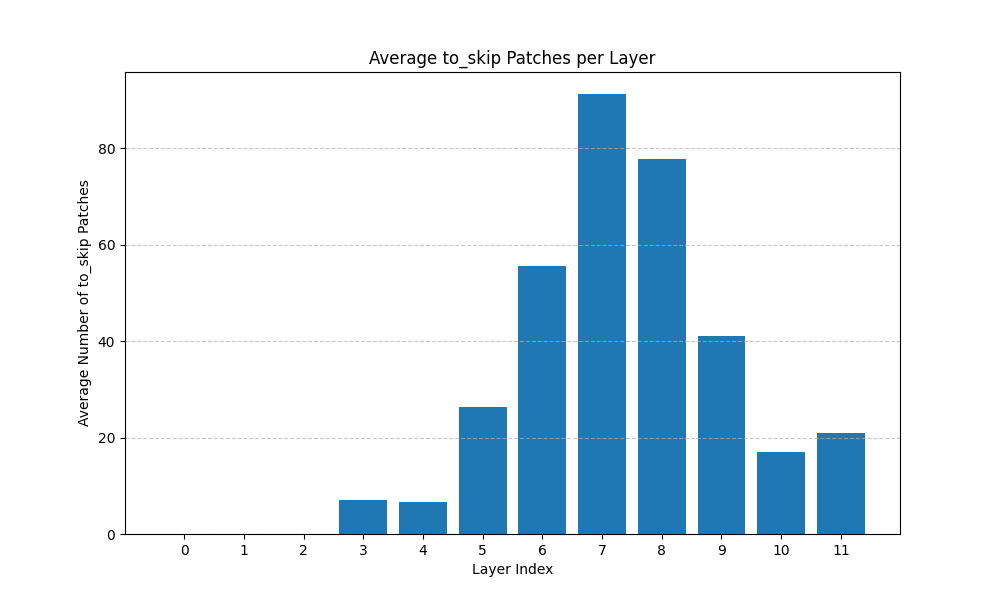 Average to_skip Patches per Layer
Average Number of to_skip Patches
80
60
40
20
0
0 1 2 3 4 5 6 7 8 9 10 11
Layer Index